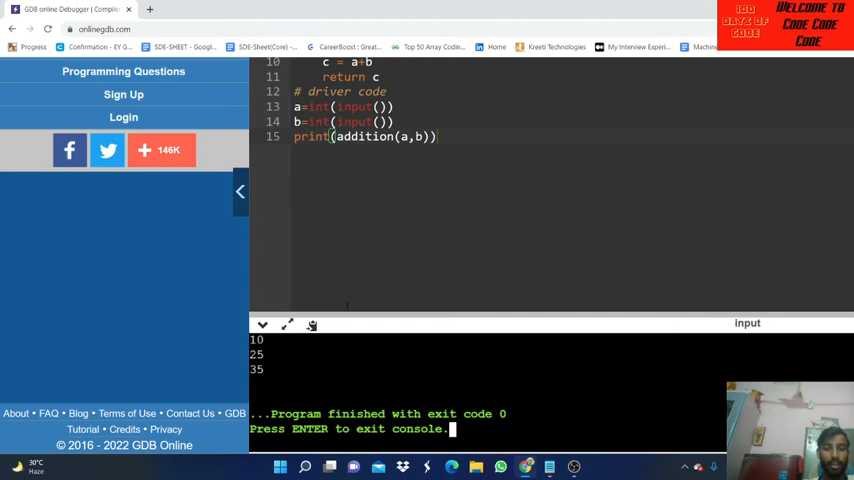 GDB online Debugger | Compiler
onlinegdb.com
100
DAYS OF
CODE
WELCOME TO
CODE CODE
CODE
Progress
Confirmation - EY G...
SDE-SHEET - Googl...
SDE-Sheet(Core) -...
CareerBoost : Great...
Top 50 Array Coding...
Home
Kresti Technologies
My Interview Experi...
Machin
Programming Questions
Sign Up
Login
146K
10 c = a+b
11 return c
12 # driver code
13 a=int(input())
14 b=int(input())
15 print(addition(a,b))
input
10
25
35
...Program finished with exit code 0
Press ENTER to exit console.
About • FAQ • Blog • Terms of Use • Contact Us • GDB
Tutorial • Credits • Privacy
© 2016 - 2022 GDB Online
30°C
Haze